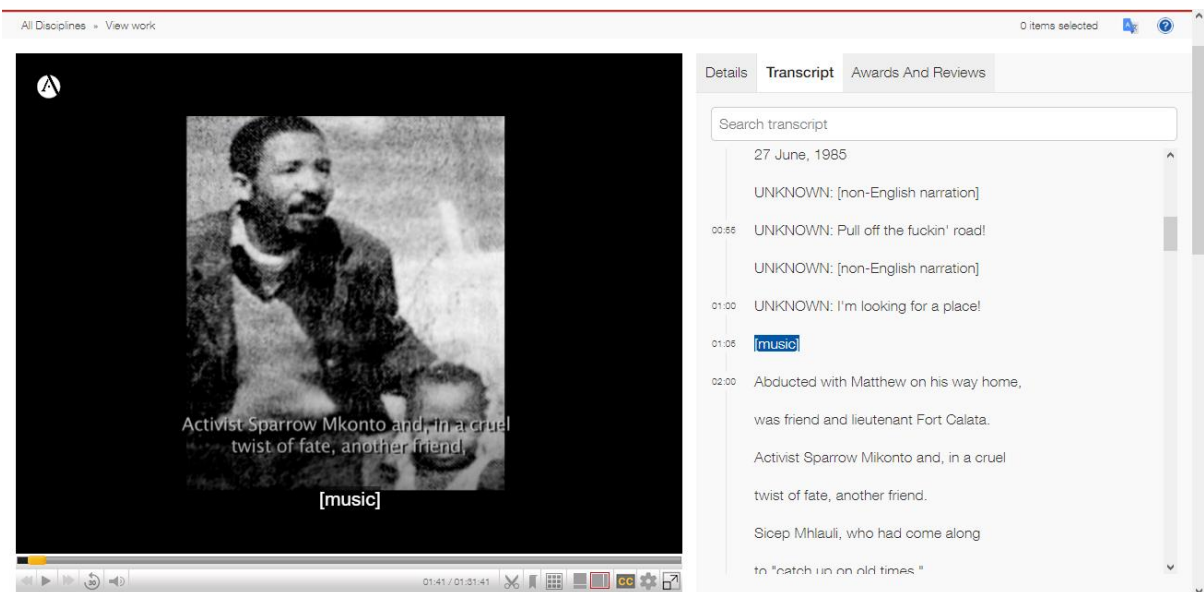 All Disciplines » View work
0 items selected
Activist Sparrow Mkonto and, in a cruel
twist of fate, another friend,
[music]
30
01:41 / 01:31:41
CC
Details
Transcript
Awards And Reviews
Search transcript
27 June, 1985
UNKNOWN: [non-English narration]
00:55 UNKNOWN: Pull off the fuckin' road!
UNKNOWN: [non-English narration]
01:00 UNKNOWN: I'm looking for a place!
01:05 [music]
02:00 Abducted with Matthew on his way home,
was friend and lieutenant Fort Calata.
Activist Sparrow Mikonto and, in a cruel
twist of fate, another friend.
Sicep Mhlauli, who had come along
to "catch up on old times."